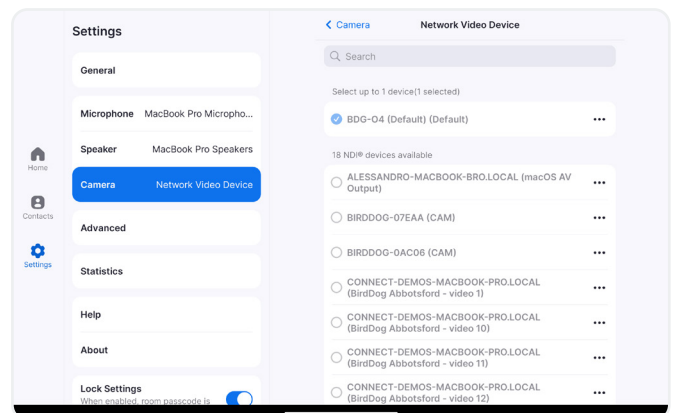 Settings
General
Microphone MacBook Pro Micropho...
Speaker MacBook Pro Speakers
Camera Network Video Device
Advanced
Statistics
Help
About
Lock Settings
When enabled, room passcode is
Home
Contacts
Settings
Camera
Network Video Device
Search
Select up to 1 device(1 selected)
BDG-O4 (Default) (Default)
18 NDI® devices available
ALESSANDRO-MACBOOK-BRO.LOCAL (macOS AV
Output)
BIRDDOG-07EAA (CAM)
BIRDDOG-0AC06 (CAM)
CONNECT-DEMOS-MACBOOK-PRO.LOCAL
(BirdDog Abbotsford - video 1)
CONNECT-DEMOS-MACBOOK-PRO.LOCAL
(BirdDog Abbotsford - video 10)
CONNECT-DEMOS-MACBOOK-PRO.LOCAL
(BirdDog Abbotsford - video 11)
CONNECT-DEMOS-MACBOOK-PRO.LOCAL
(BirdDog Abbotsford - video 12)